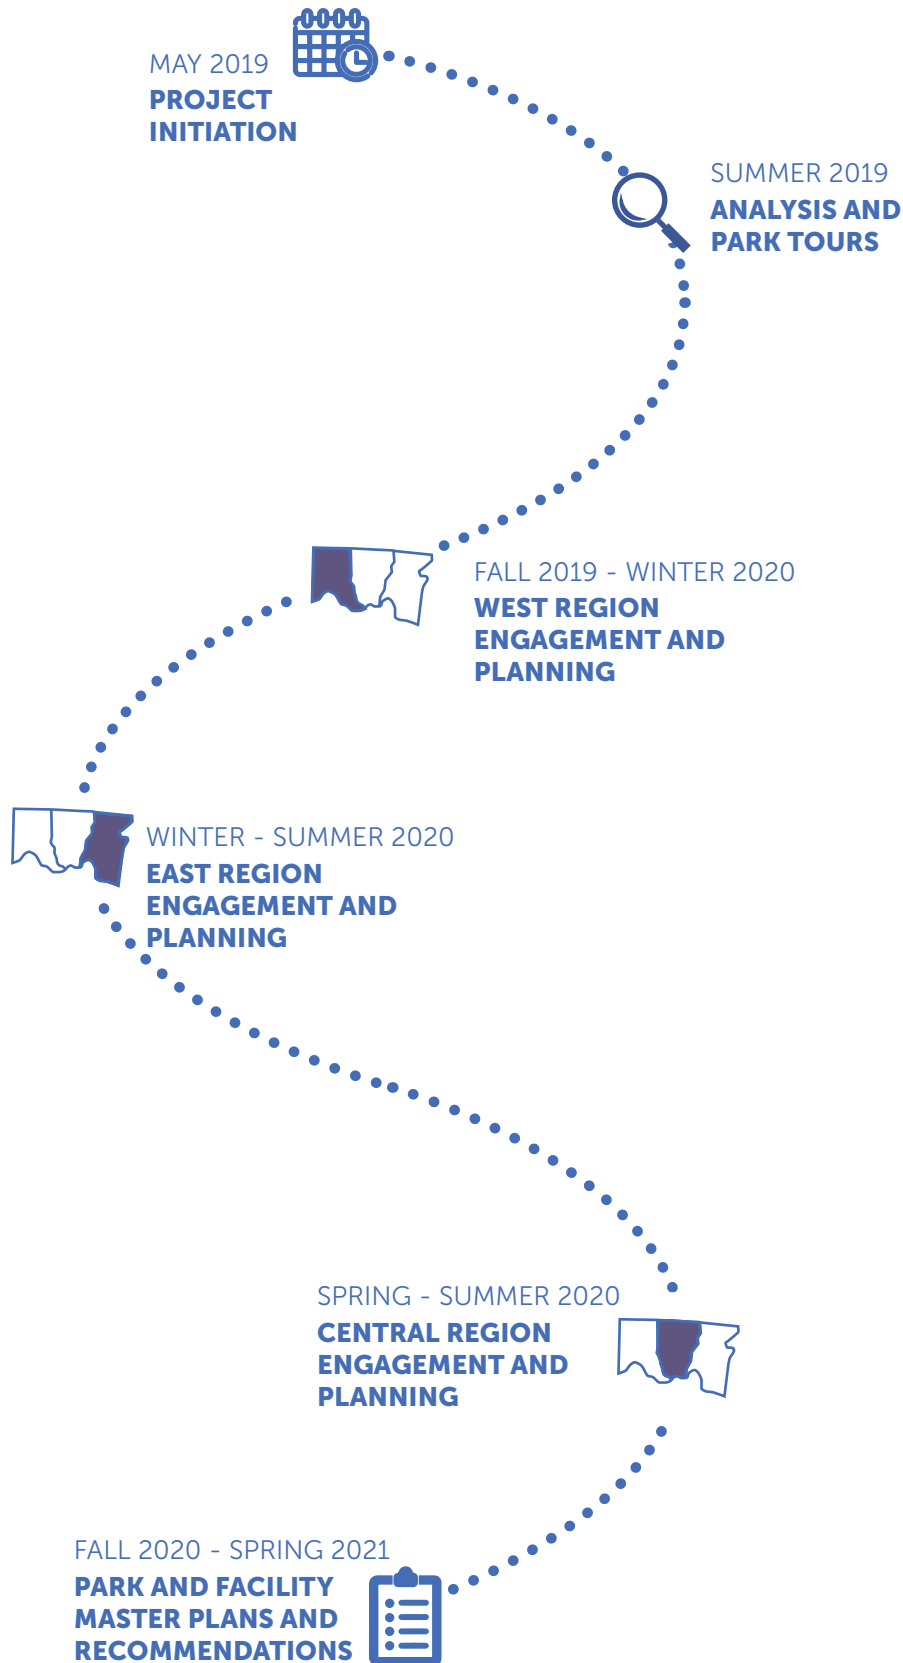 MAY 2019
PROJECT
INITIATION
SUMMER 2019
ANALYSIS AND
PARK TOURS
FALL 2019 - WINTER 2020
WEST REGION
ENGAGEMENT AND
PLANNING
WINTER - SUMMER 2020
EAST REGION
ENGAGEMENT AND
PLANNING
SPRING - SUMMER 2020
CENTRAL REGION
ENGAGEMENT AND
PLANNING
FALL 2020 - SPRING 2021
PARK AND FACILITY
MASTER PLANS AND
RECOMMENDATIONS